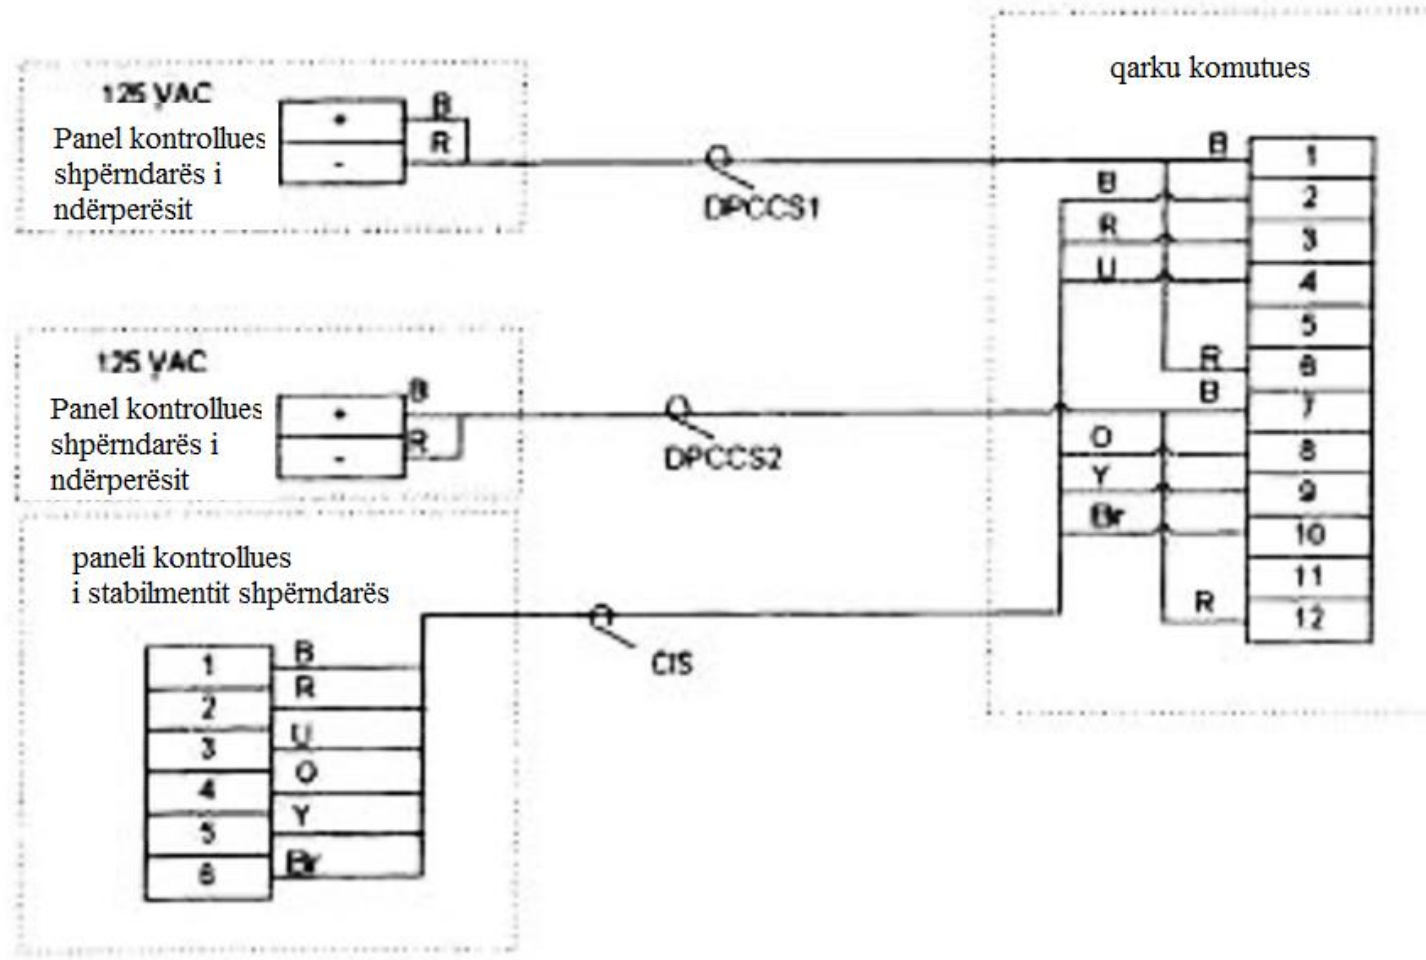 125 VAC
Panel kontrollues
shpërndarës i
ndërperësit
+
-
B
R
DPCCS1
qarku komutues
B
B
R
U
R
B
O
Y
Br
R
1
2
3
4
5
6
7
8
9
10
11
12
125 VAC
Panel kontrollues
shpërndarës i
ndërperësit
+
-
B
R
DPCCS2
paneli kontrollues
i stabilmentit shpërndarës
1
2
3
4
5
6
B
R
U
O
Y
Br
CIS